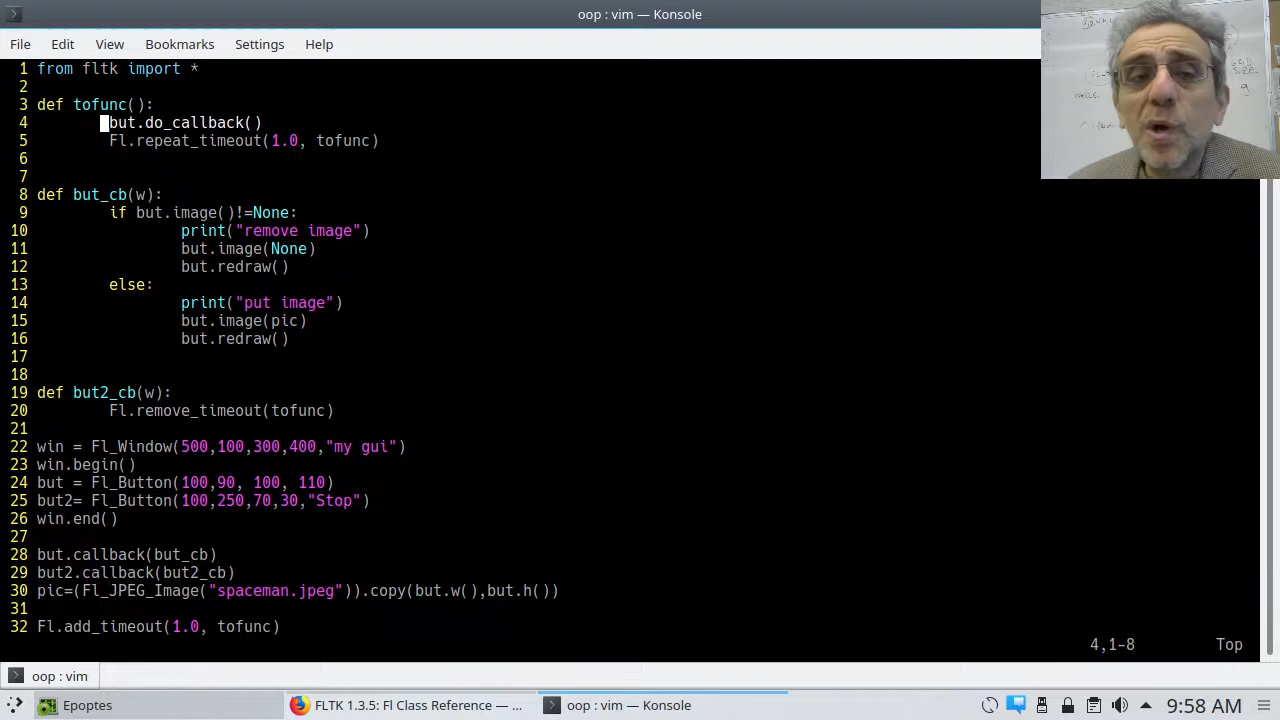 oop : vim — Konsole
File Edit View Bookmarks Settings Help
1 from fltk import *
2
3 def tofunc():
4 but.do_callback()
5 Fl.repeat_timeout(1.0, tofunc)
6
7
8 def but_cb(w):
9 if but.image()!=None:
10 print("remove image")
11 but.image(None)
12 but.redraw()
13 else:
14 print("put image")
15 but.image(pic)
16 but.redraw()
17
18
19 def but2_cb(w):
20 Fl.remove_timeout(tofunc)
21
22 win = Fl_Window(500,100,300,400,"my gui")
23 win.begin()
24 but = Fl_Button(100,90, 100, 110)
25 but2= Fl_Button(100,250,70,30,"Stop")
26 win.end()
27
28 but.callback(but_cb)
29 but2.callback(but2_cb)
30 pic=(Fl_JPEG_Image("spaceman.jpeg")).copy(but.w(),but.h())
31
32 Fl.add_timeout(1.0, tofunc)
4,1-8 Top
oop : vim
Epoptes FLTK 1.3.5: Fl Class Reference — ... oop : vim — Konsole 9:58 AM